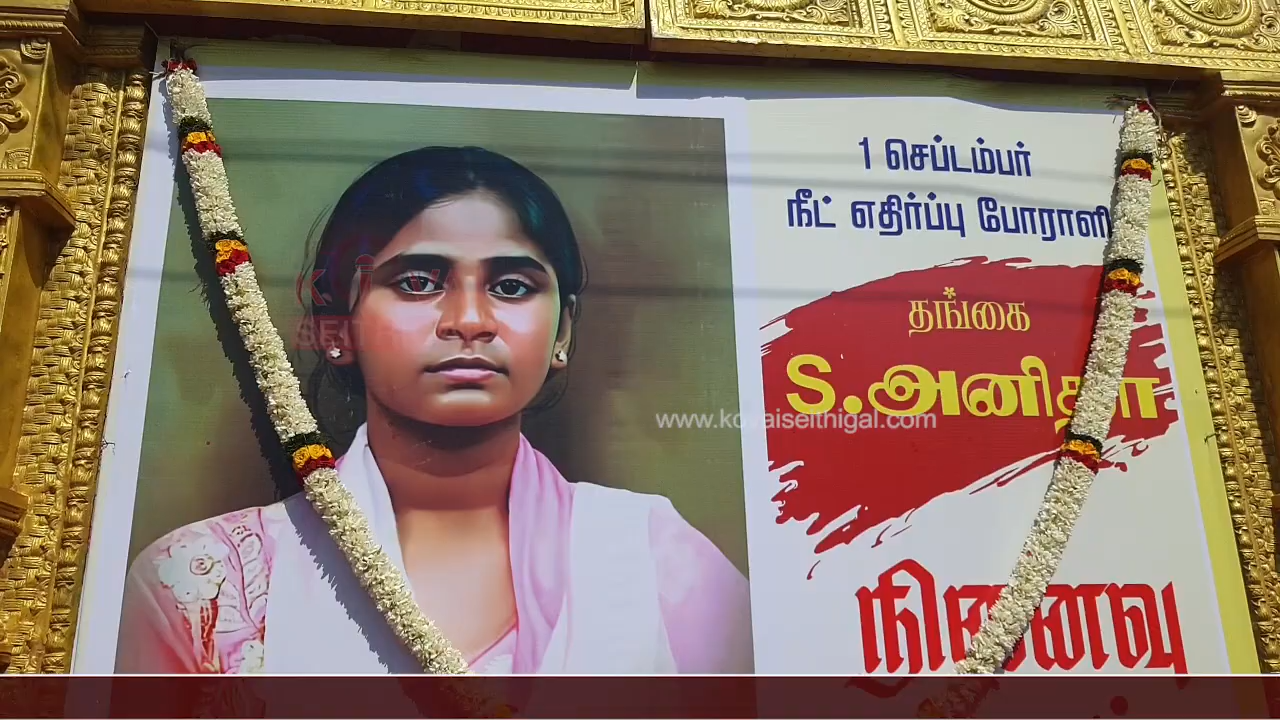 1 செப்டம்பர்
நீட் எதிர்ப்பு போராளி
தங்கை
S.அனிதா
நினைவு
www.kovaiseithigal.com